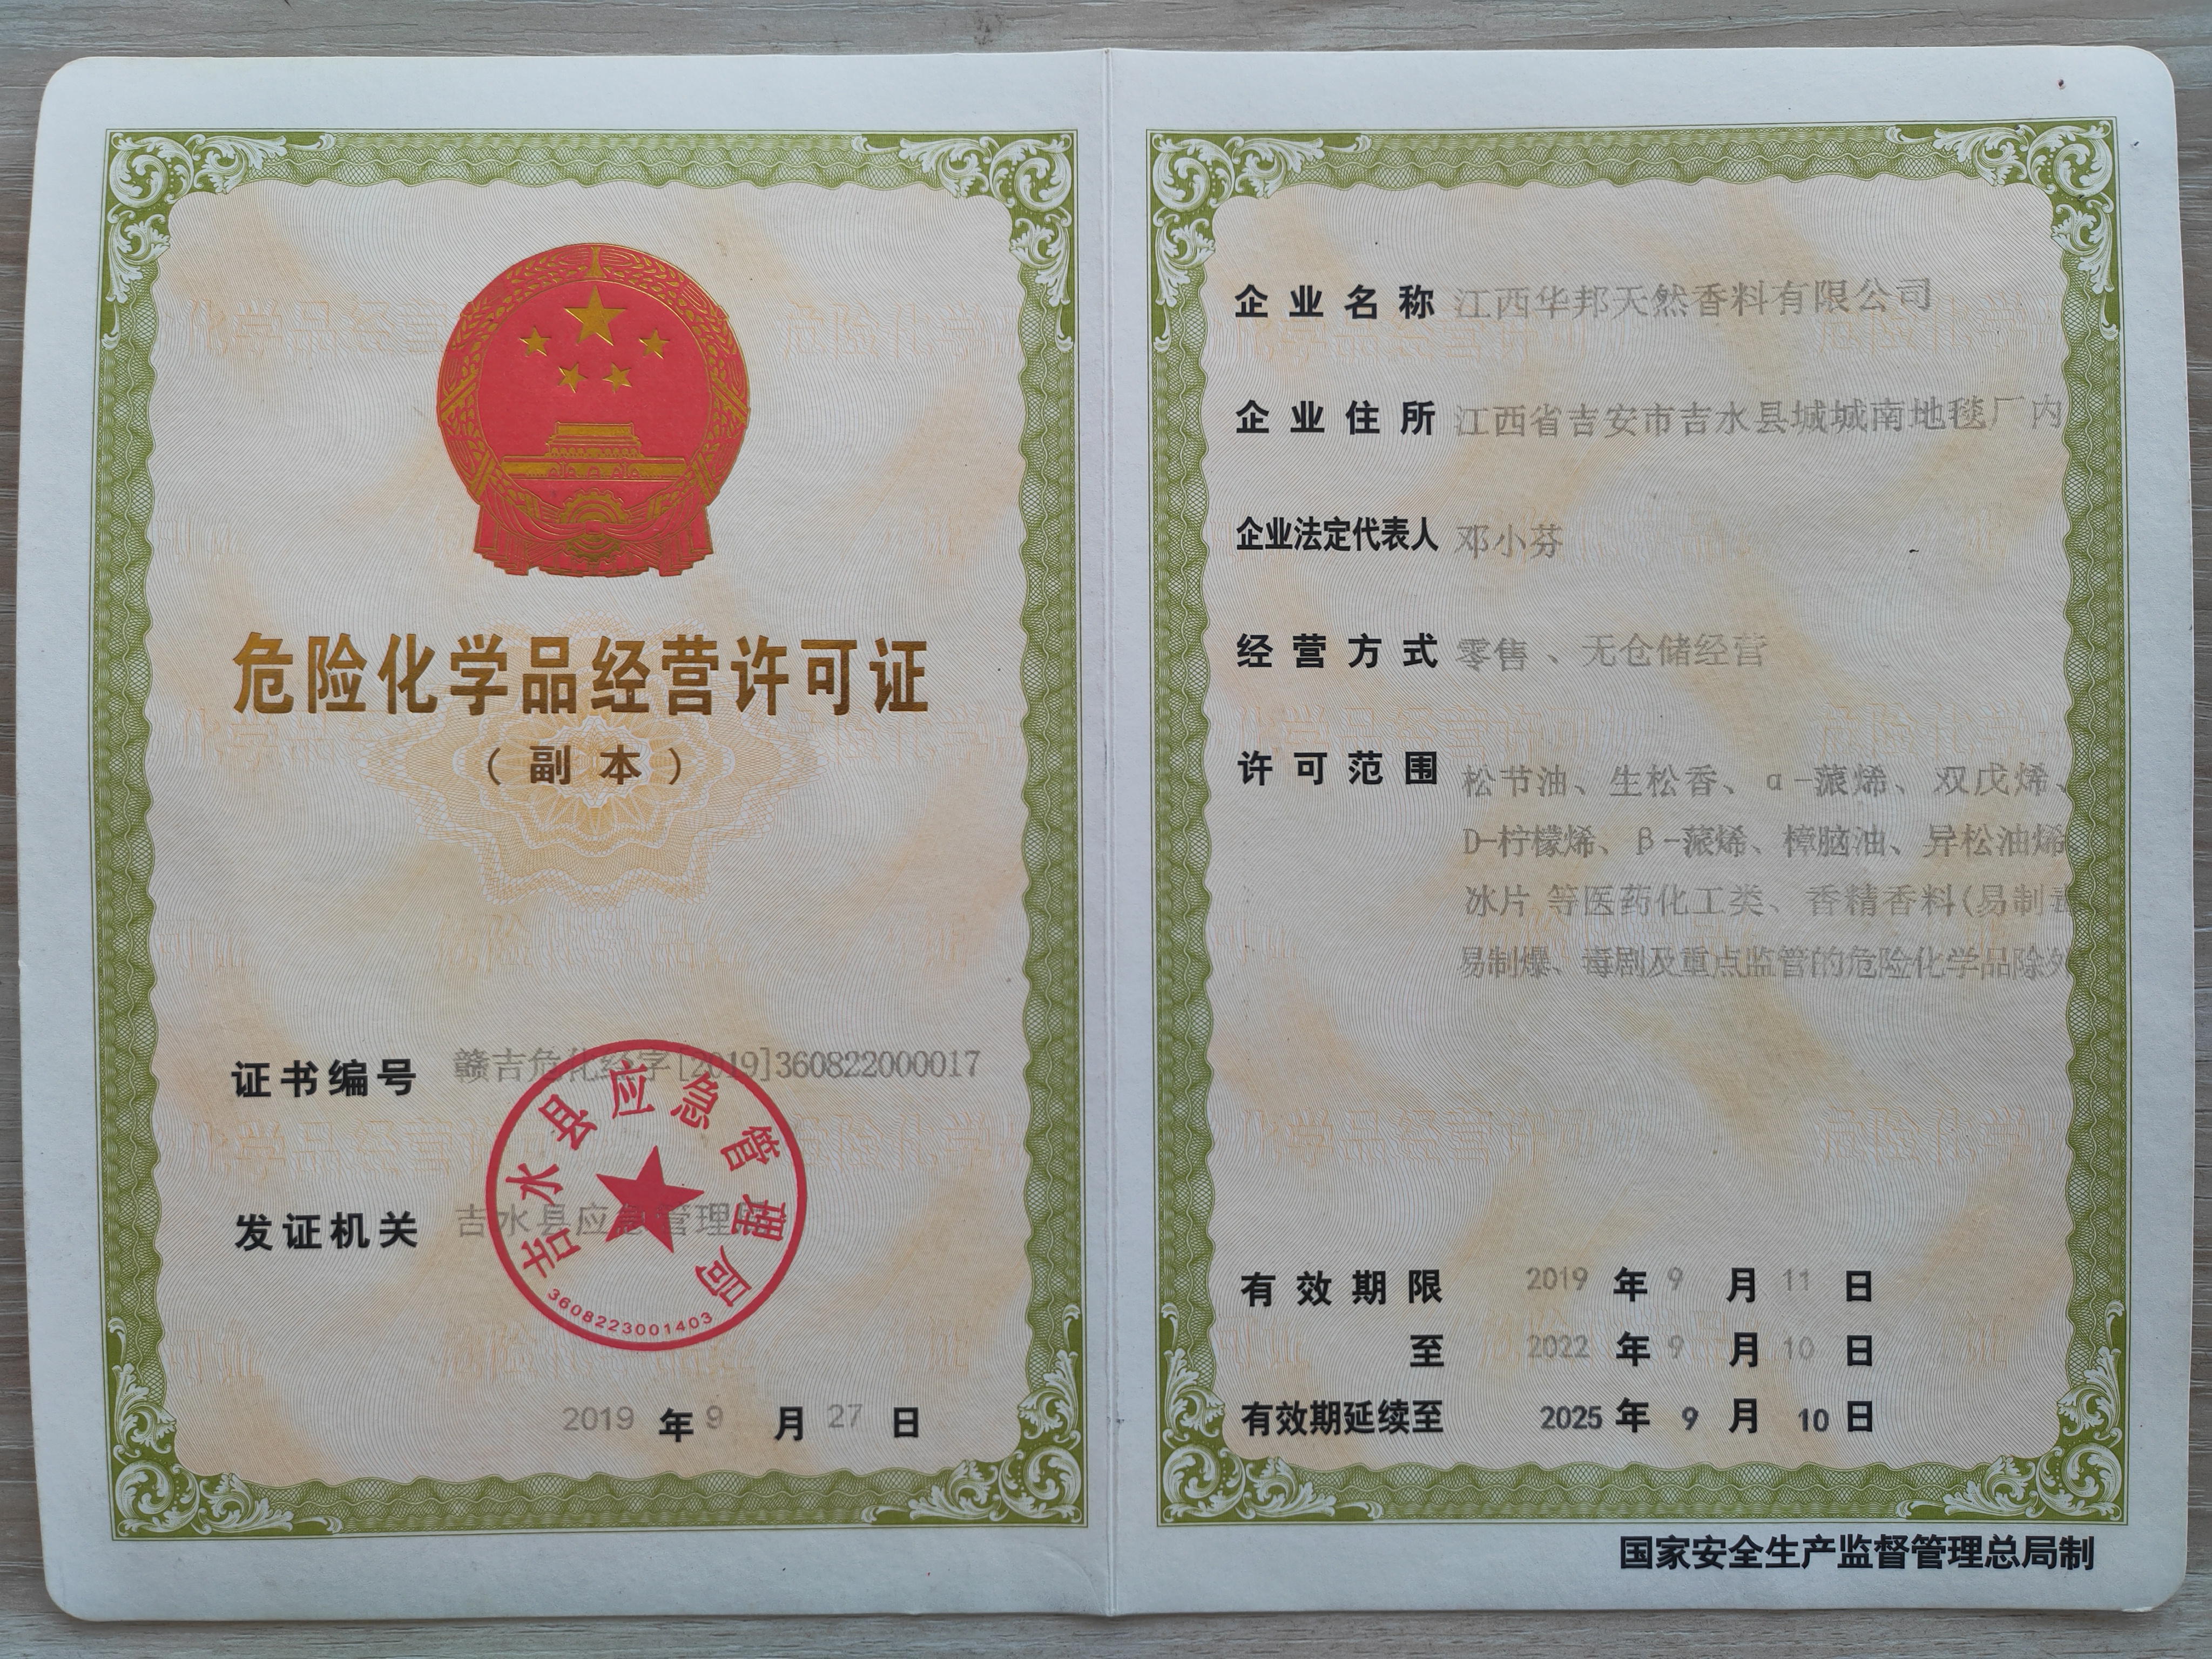 危险化学品经营许可证
（副本）
证书编号 赣吉危化经字[2019]360822000017
发证机关 吉水县应急管理局
吉水县应急管理局
3608223001403
2019 年 9 月 27 日
企业名称 江西华邦天然香料有限公司
企业住所 江西省吉安市吉水县城城南地毯厂内
企业法定代表人 邓小芬
经营方式 零售、无仓储经营
许可范围 松节油、生松香、α-蒎烯、双戊烯、
D-柠檬烯、β-蒎烯、樟脑油、异松油烯
冰片 等医药化工类、香精香料(易制毒
易制爆、毒剧及重点监管的危险化学品除外
有效期限 2019 年 9 月 11 日
至 2022 年 9 月 10 日
有效期延续至 2025 年 9 月 10 日
国家安全生产监督管理总局制